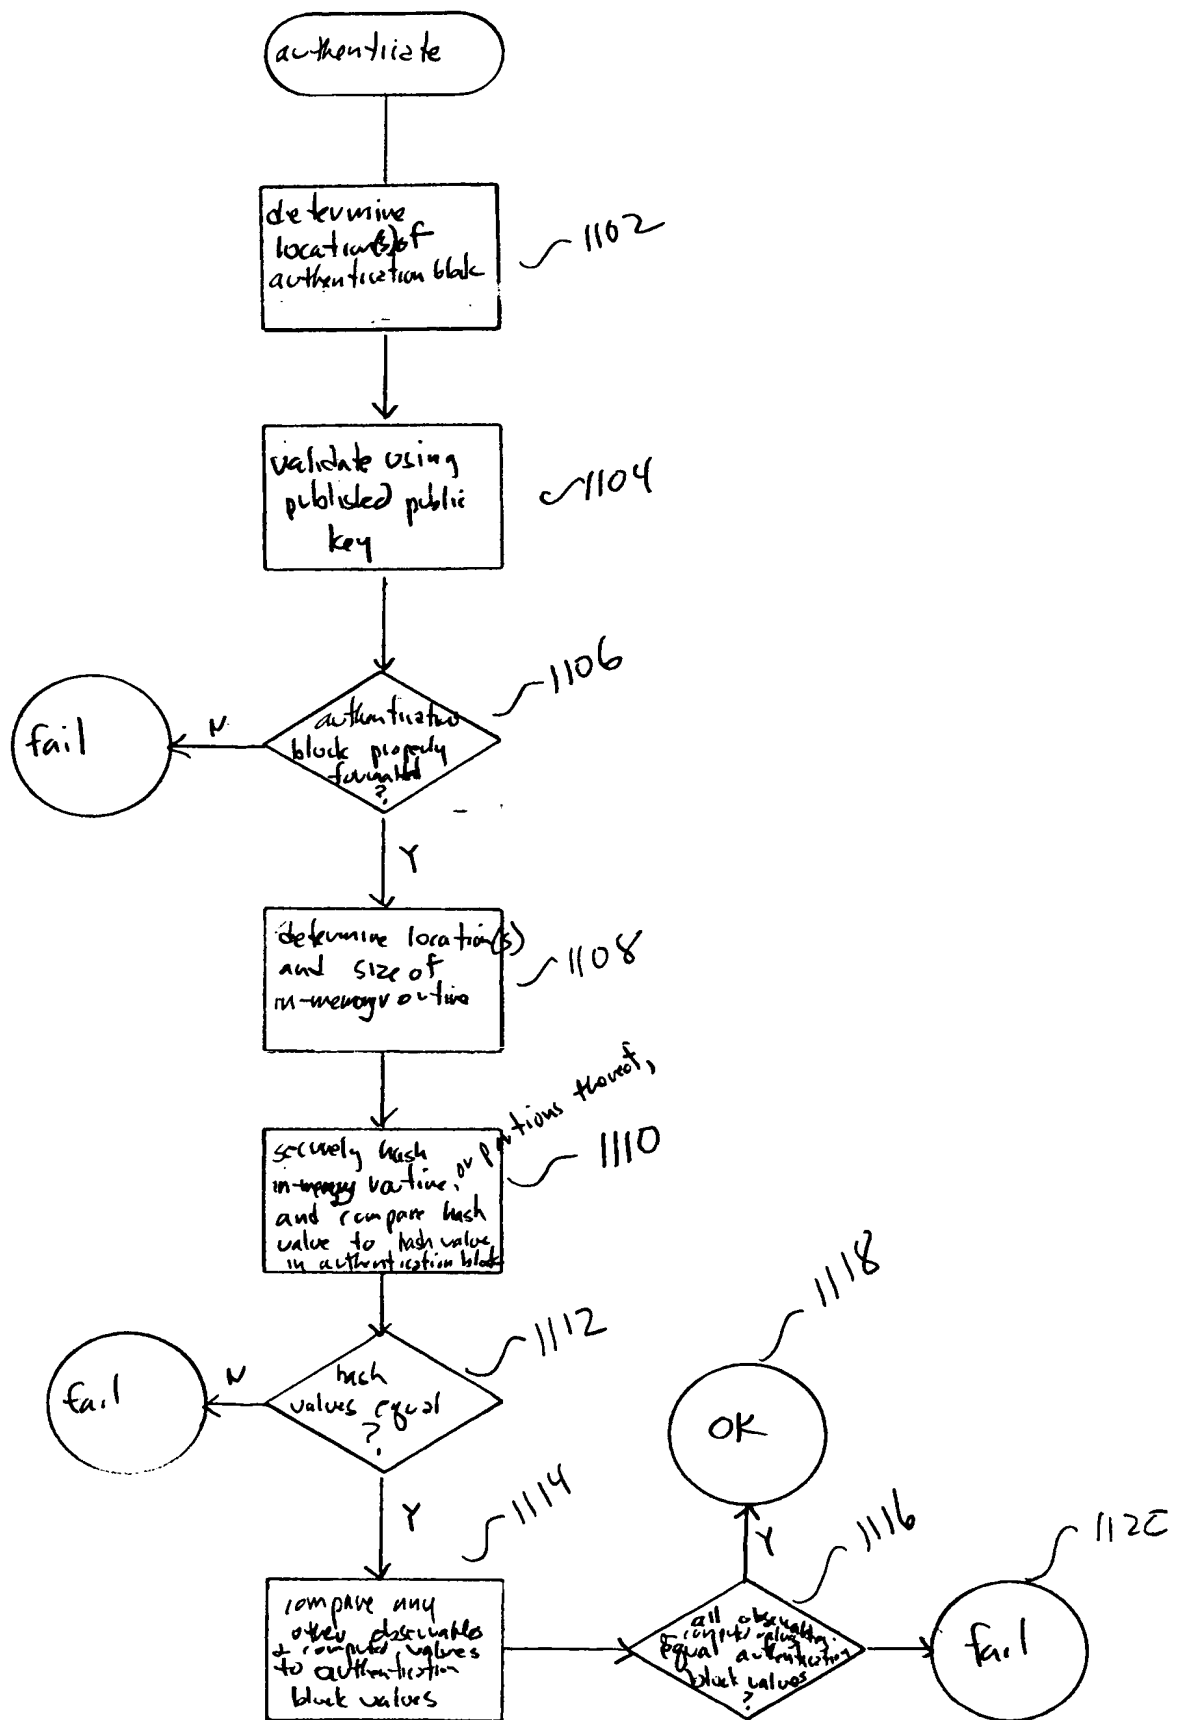 authenticate
determine
location(s) of
authentication block
1102
validate using
published public
key
1104
1106
authentication
block properly
formatted
?
N
fail
Y
determine location(s)
and size of
in-memory routine
1108
securely hash
in-memory routine, or portions thereof,
and compare hash
value to hash value
in authentication block
1110
hash
values equal
?
1112
N
fail
Y
1114
compare any
other observables
+ computed values
to authentication
block values
all observables,
computed values
Equal authentication
block values
?
1116
Y
OK
1118
fail
1120